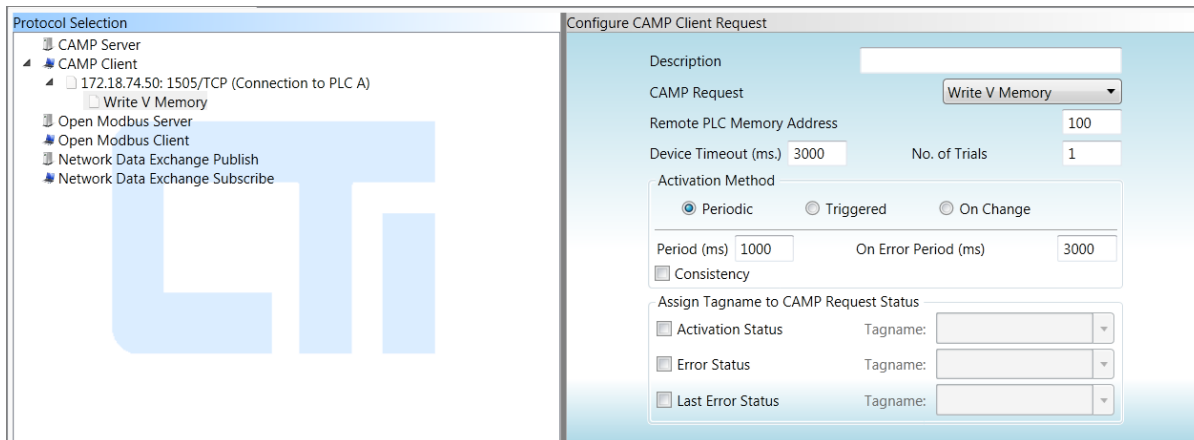 Protocol Selection
CAMP Server
CAMP Client
172.18.74.50: 1505/TCP (Connection to PLC A)
Write V Memory
Open Modbus Server
Open Modbus Client
Network Data Exchange Publish
Network Data Exchange Subscribe
CTi
Configure CAMP Client Request
Description
CAMP Request Write V Memory
Remote PLC Memory Address 100
Device Timeout (ms.) 3000 No. of Trials 1
Activation Method
Periodic Triggered On Change
Period (ms) 1000 On Error Period (ms) 3000
Consistency
Assign Tagname to CAMP Request Status
Activation Status Tagname:
Error Status Tagname:
Last Error Status Tagname: